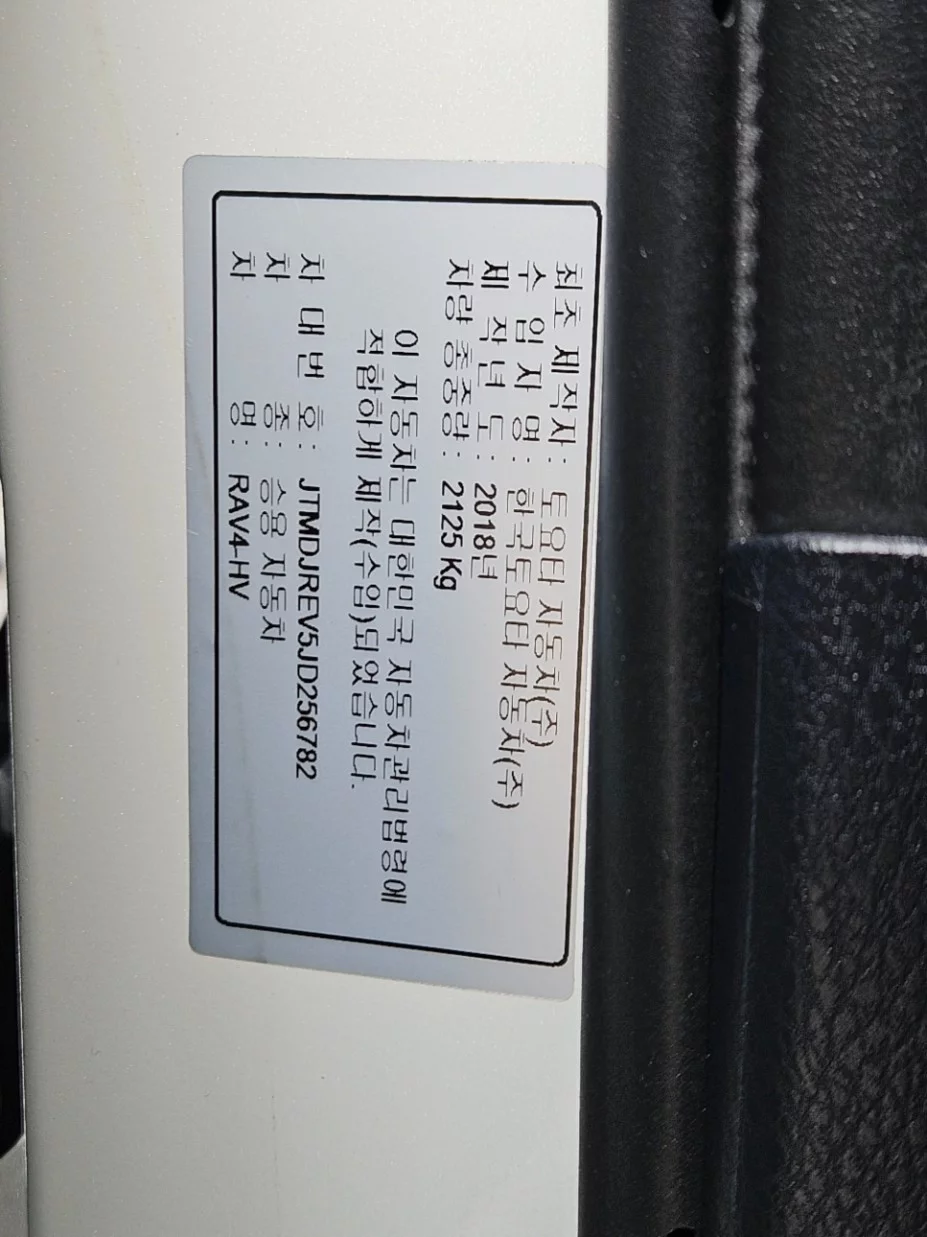 최초 제작자: 토요타 자동차(주)
수 입 자 명: 한국토요타 자동차(주)
제 작 년 도: 2018년
차량 총중량: 2125 Kg
이 자동차는 대한민국 자동차관리법령에
적합하게 제작(수입)되었습니다.
차 대 번 호: JTMDJREV5JD256782
차 종: 승용 자동차
차 명: RAV4-HV